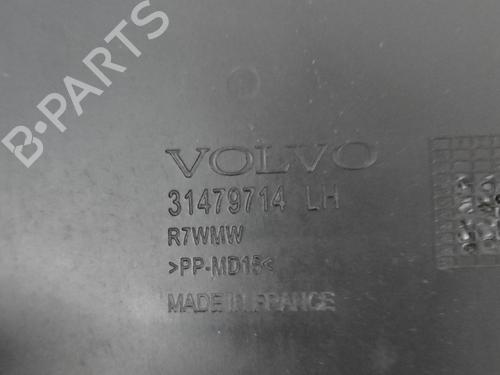 B-PARTS
VOLVO
31479714 LH
R7WMW
>PP-MD15<
MADE IN FRANCE